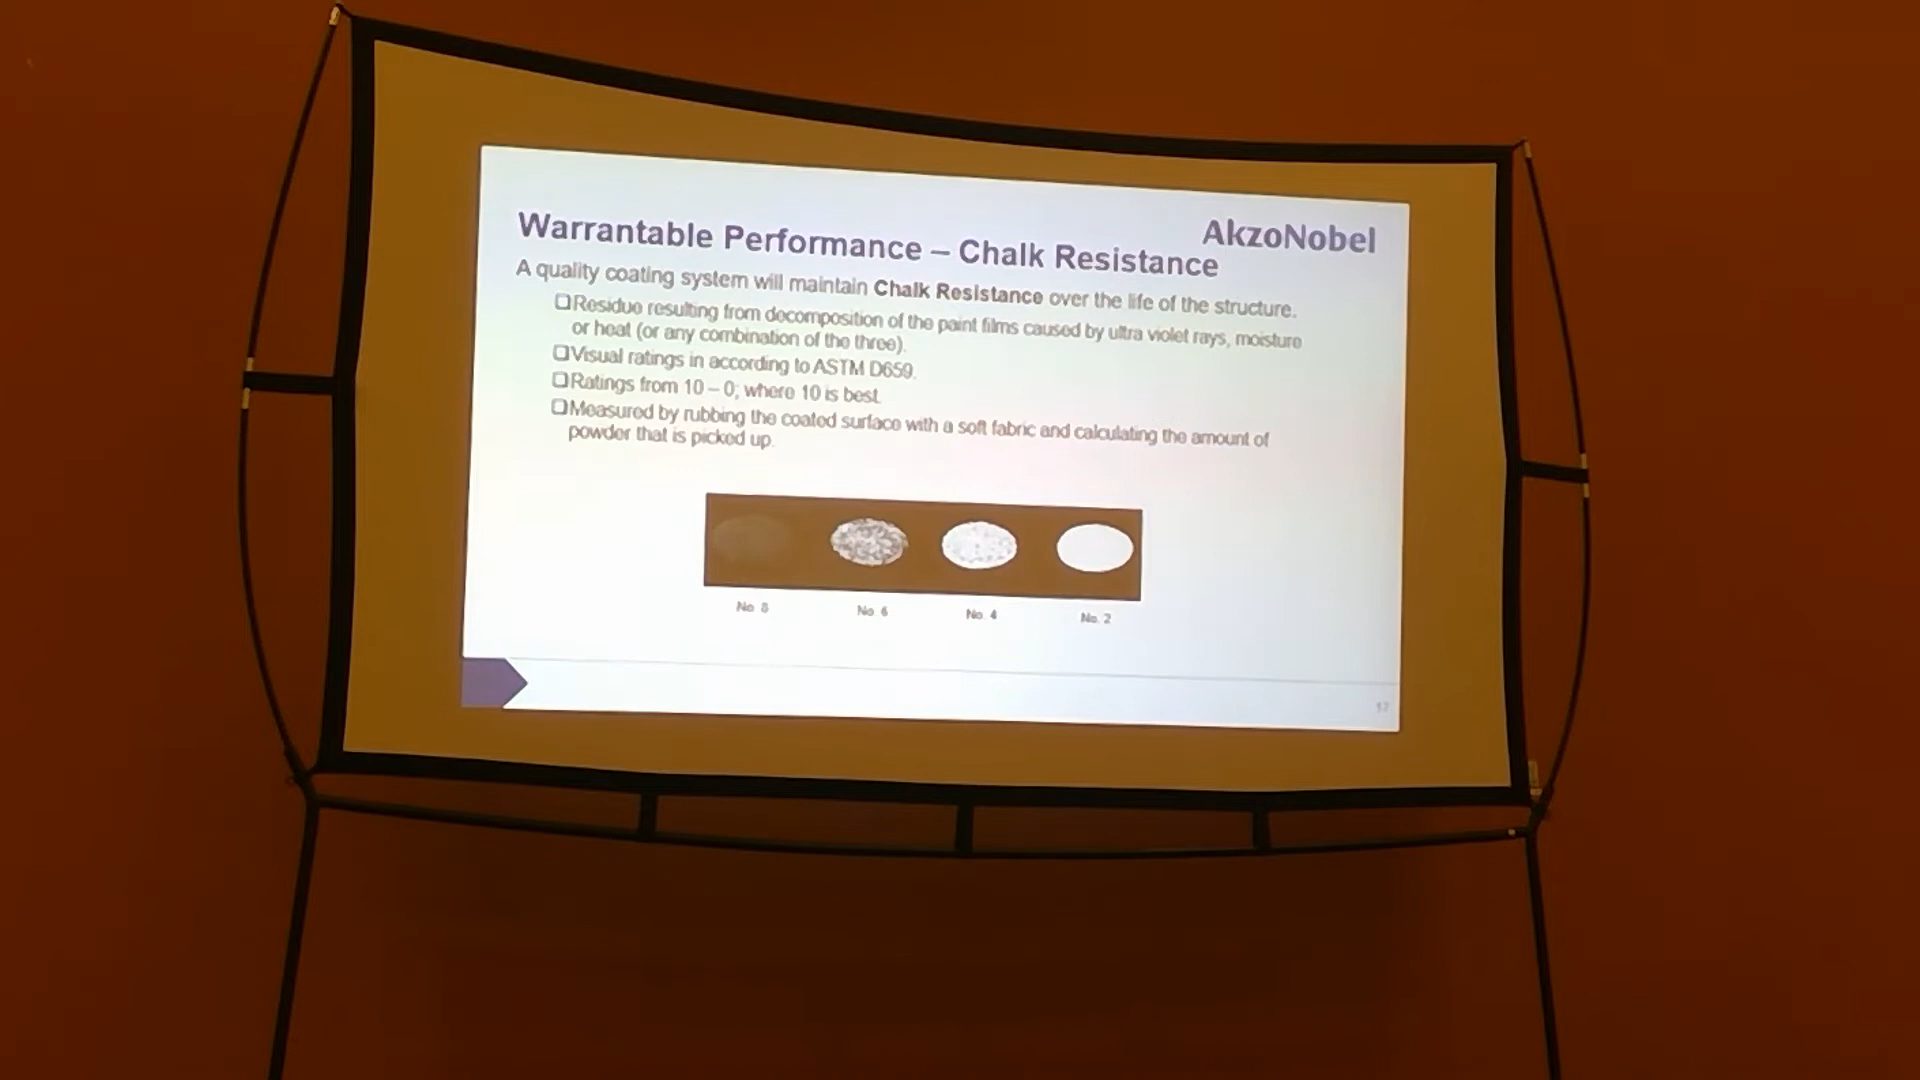 AkzoNobel
Warrantable Performance – Chalk Resistance
A quality coating system will maintain Chalk Resistance over the life of the structure.
❑Residue resulting from decomposition of the paint films caused by ultra violet rays, moisture
or heat (or any combination of the three).
❑Visual ratings in according to ASTM D659.
❑Ratings from 10 – 0; where 10 is best.
❑Measured by rubbing the coated surface with a soft fabric and calculating the amount of
powder that is picked up.
No. 8 No. 6 No. 4 No. 2
17